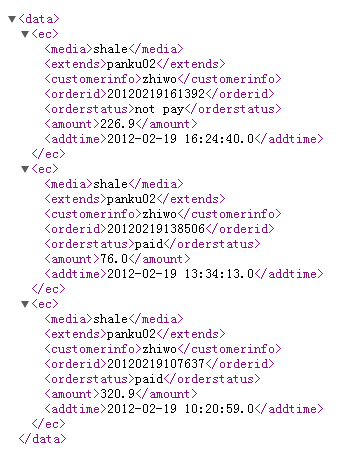 <data>
<ec>
<media>shale</media>
<extends>panku02</extends>
<customerinfo>zhiwo</customerinfo>
<orderid>20120219161392</orderid>
<orderstatus>not pay</orderstatus>
<amount>226.9</amount>
<addtime>2012-02-19 16:24:40.0</addtime>
</ec>
<ec>
<media>shale</media>
<extends>panku02</extends>
<customerinfo>zhiwo</customerinfo>
<orderid>20120219138506</orderid>
<orderstatus>paid</orderstatus>
<amount>76.0</amount>
<addtime>2012-02-19 13:34:13.0</addtime>
</ec>
<ec>
<media>shale</media>
<extends>panku02</extends>
<customerinfo>zhiwo</customerinfo>
<orderid>20120219107637</orderid>
<orderstatus>paid</orderstatus>
<amount>320.9</amount>
<addtime>2012-02-19 10:20:59.0</addtime>
</ec>
</data>